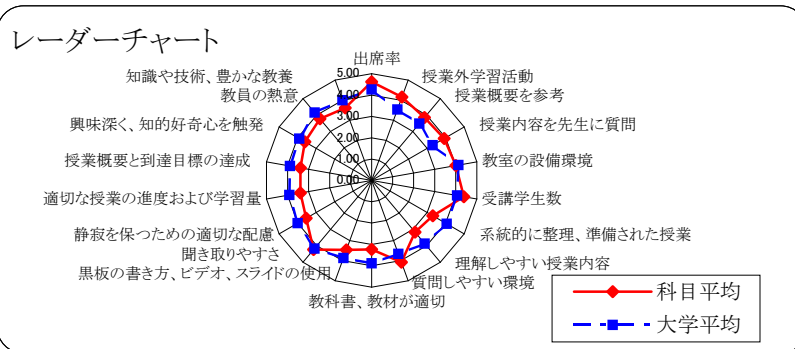 レーダーチャート
出席率
授業外学習活動
授業概要を参考
授業内容を先生に質問
教室の設備環境
受講学生数
系統的に整理、準備された授業
理解しやすい授業内容
質問しやすい環境
教科書、教材が適切
黒板の書き方、ビデオ、スライドの使用
聞き取りやすさ
静寂を保つための適切な配慮
適切な授業の進度および学習量
授業概要と到達目標の達成
興味深く、知的好奇心を触発
教員の熱意
知識や技術、豊かな教養
5.00
4.00
3.00
2.00
1.00
0.00
科目平均
大学平均